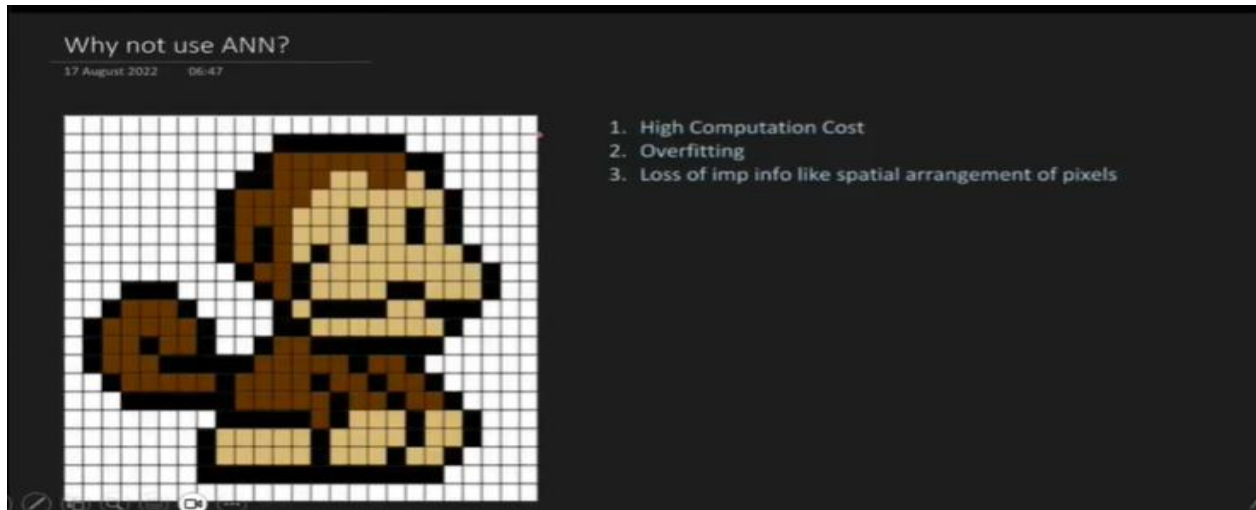 Why not use ANN?
17 August 2022 06:47
1. High Computation Cost
2. Overfitting
3. Loss of imp info like spatial arrangement of pixels